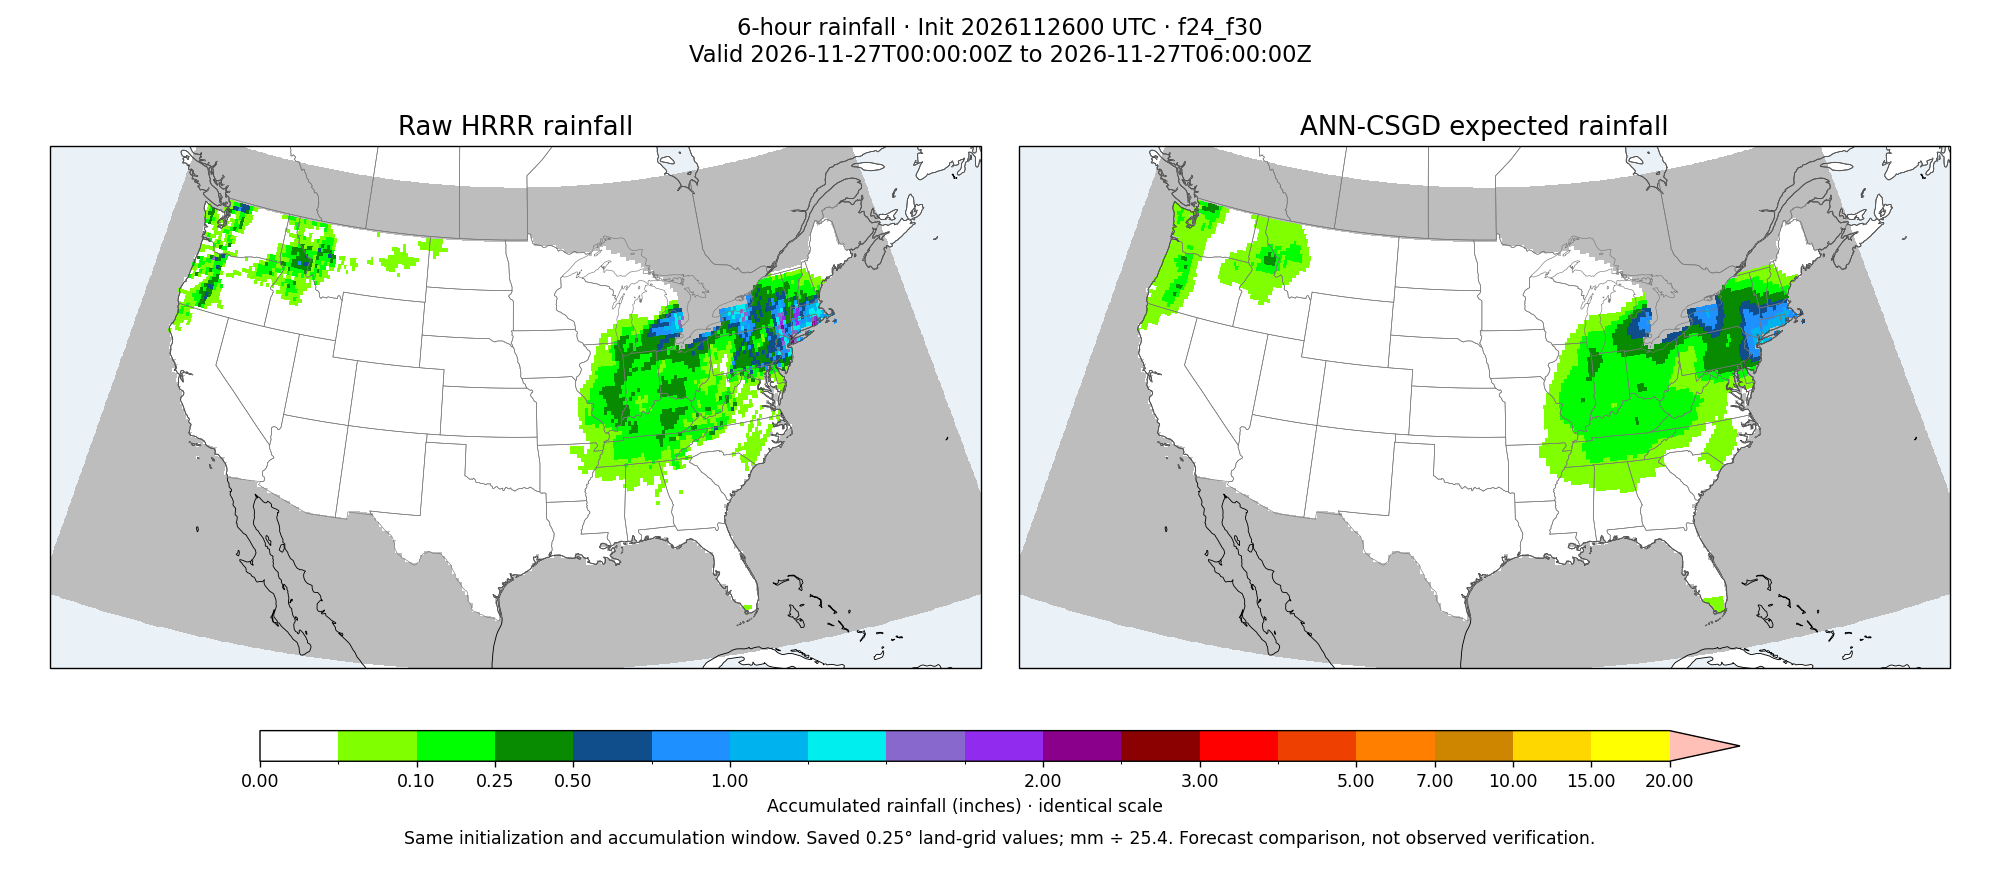 6-hour rainfall · Init 2026112600 UTC · f24_f30
Valid 2026-11-27T00:00:00Z to 2026-11-27T06:00:00Z
Raw HRRR rainfall
ANN-CSGD expected rainfall
0.00 0.10 0.25 0.50 1.00 2.00 3.00 5.00 7.00 10.00 15.00 20.00
Accumulated rainfall (inches) · identical scale
Same initialization and accumulation window. Saved 0.25° land-grid values; mm ÷ 25.4. Forecast comparison, not observed verification.